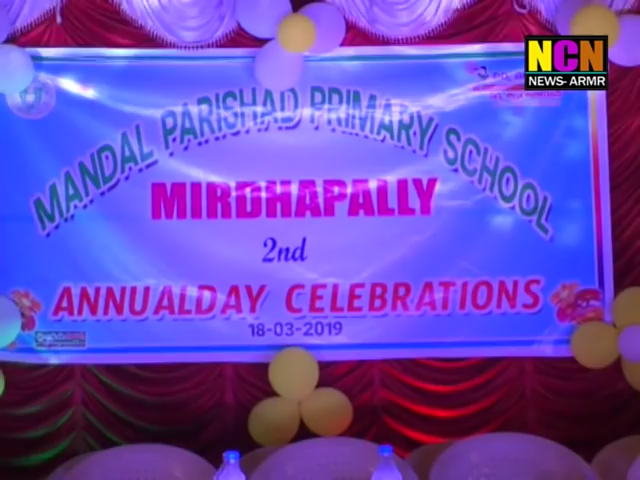 NCN
NEWS- ARMR
MANDAL PARISHAD PRIMARY SCHOOL
MIRDHAPALLY
2nd
ANNUALDAY CELEBRATIONS
18-03-2019